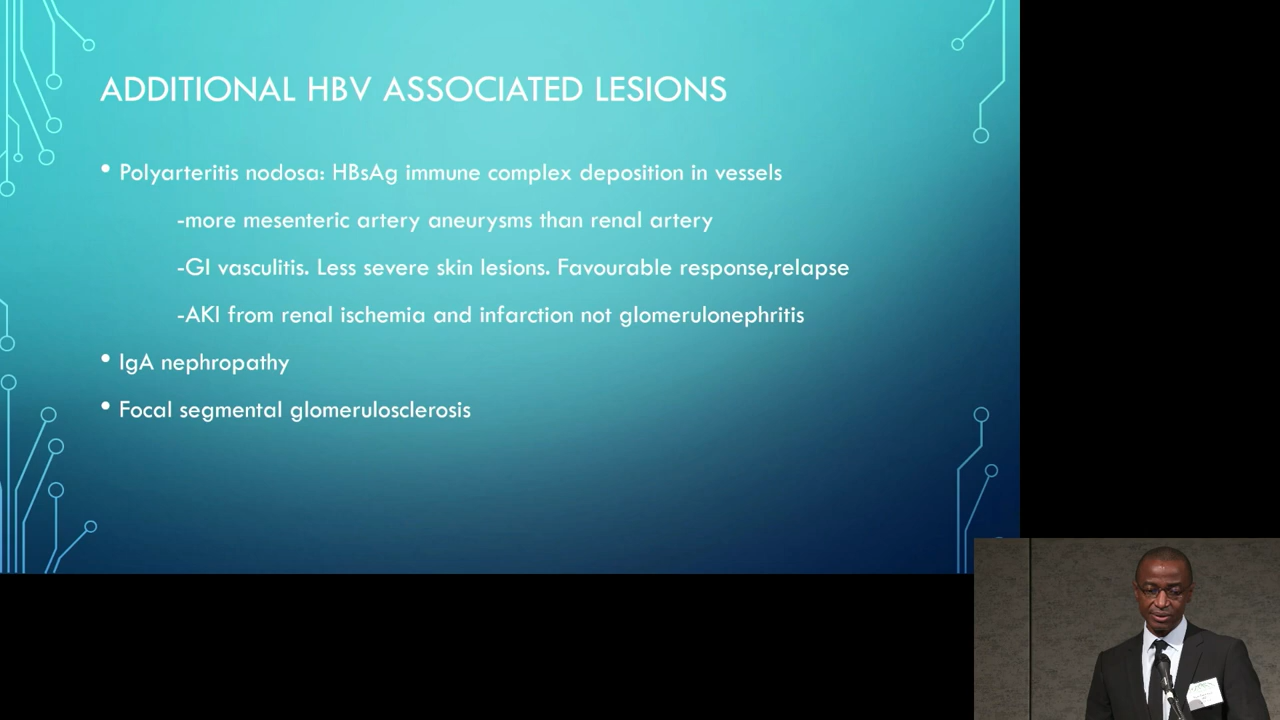 ADDITIONAL HBV ASSOCIATED LESIONS
• Polyarteritis nodosa: HBsAg immune complex deposition in vessels
-more mesenteric artery aneurysms than renal artery
-GI vasculitis. Less severe skin lesions. Favourable response,relapse
-AKI from renal ischemia and infarction not glomerulonephritis
• IgA nephropathy
• Focal segmental glomerulosclerosis